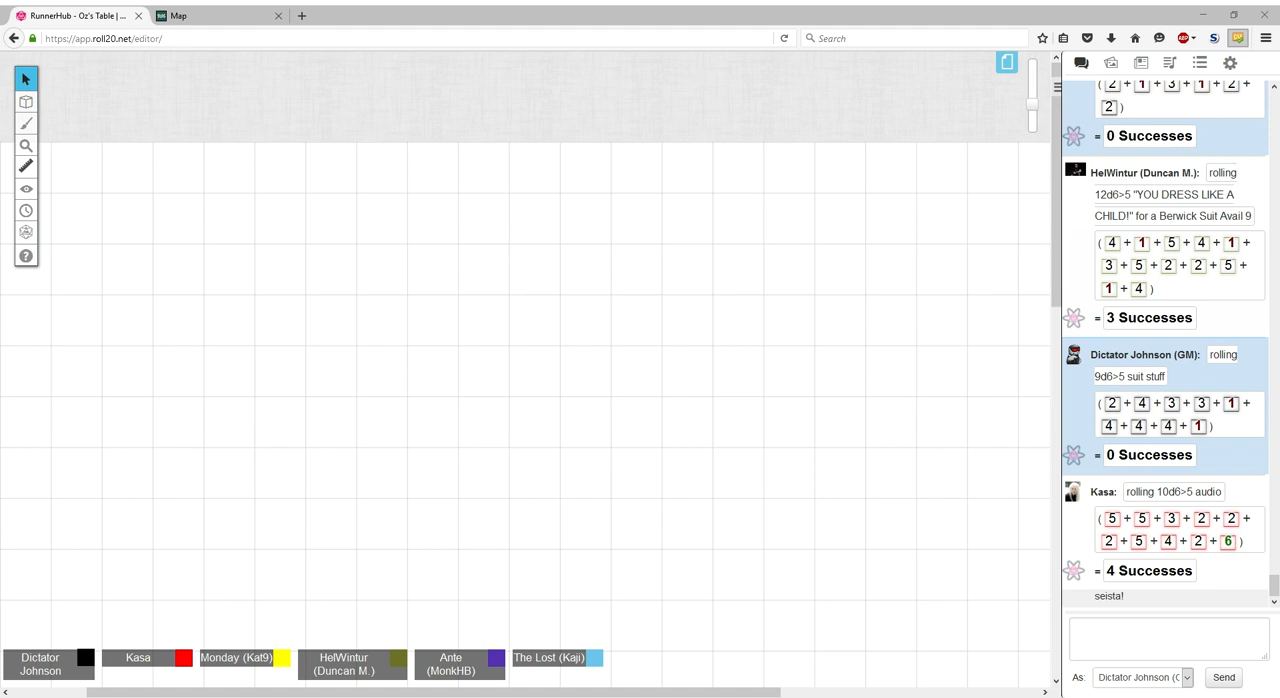 RunnerHub - Oz's Table | ...
Map
https://app.roll20.net/editor/
Search
ABP
( 2 + 1 + 3 + 1 + 2 +
2 )
= 0 Successes
HelWintur (Duncan M.): rolling
12d6>5 "YOU DRESS LIKE A
CHILD!" for a Berwick Suit Avail 9
( 4 + 1 + 5 + 4 + 1 +
3 + 5 + 2 + 2 + 5 +
1 + 4 )
= 3 Successes
Dictator Johnson (GM): rolling
9d6>5 suit stuff
( 2 + 4 + 3 + 3 + 1 +
4 + 4 + 4 + 1 )
= 0 Successes
Kasa: rolling 10d6>5 audio
( 5 + 5 + 3 + 2 + 2 +
2 + 5 + 4 + 2 + 6 )
= 4 Successes
seista!
Dictator
Johnson
Kasa
Monday (Kat9)
HelWintur
(Duncan M.)
Ante
(MonkHB)
The Lost (Kaji)
As: Dictator Johnson (G
Send